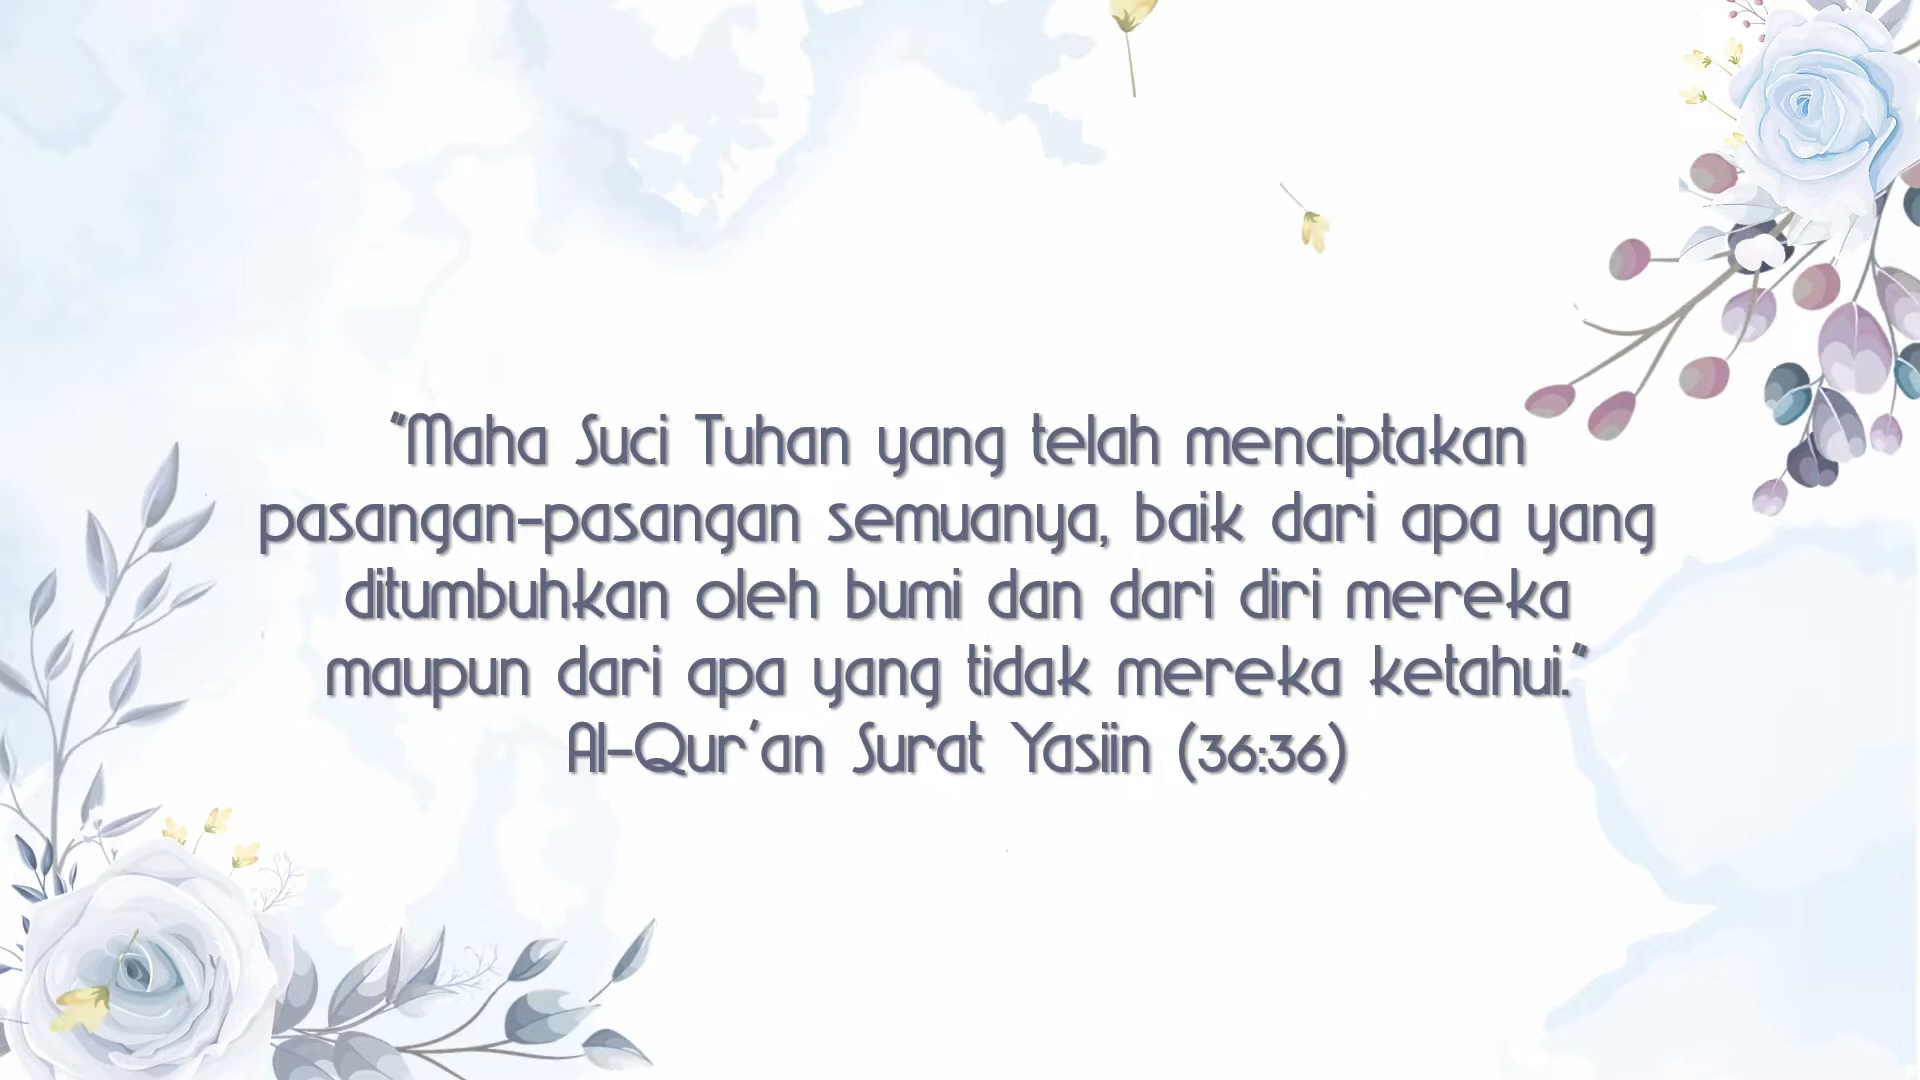 "Maha Suci Tuhan yang telah menciptakan
pasangan-pasangan semuanya, baik dari apa yang
ditumbuhkan oleh bumi dan dari diri mereka
maupun dari apa yang tidak mereka ketahui."
Al-Qur'an Surat Yasiin (36:36)